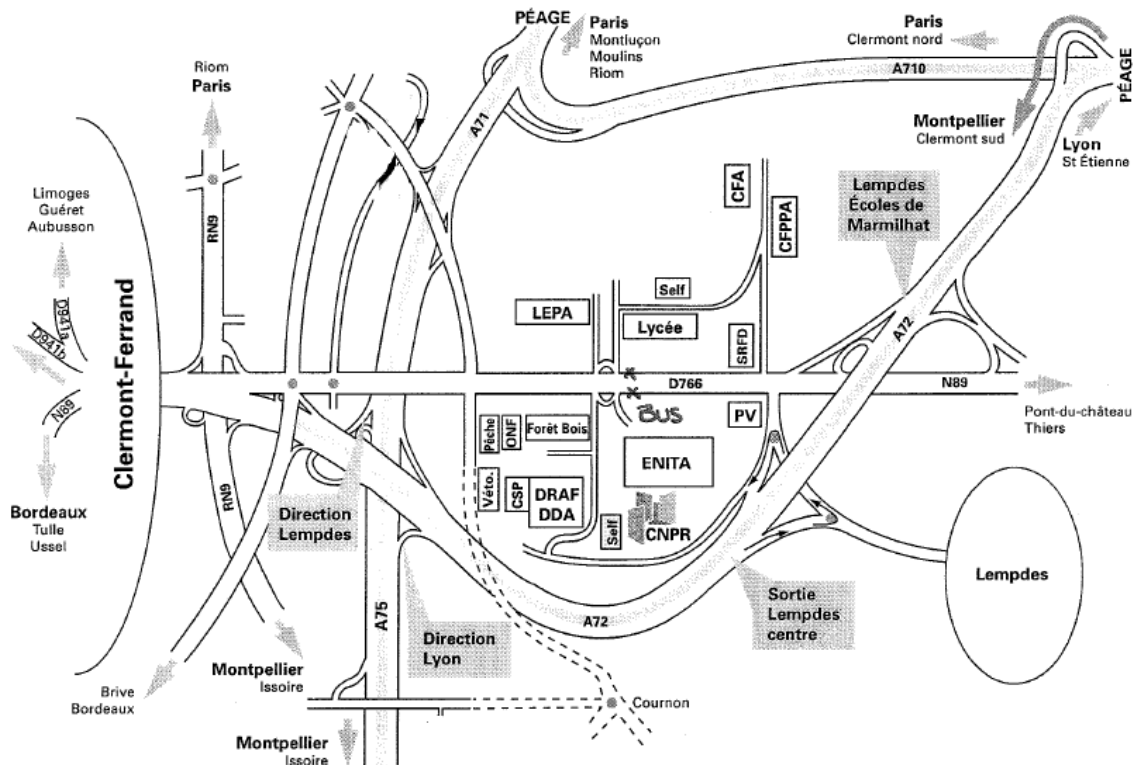 PÉAGE
Paris
Montluçon
Moulins
Riom
Paris
Clermont nord
A710
PÉAGE
Riom
Paris
A71
Montpellier
Clermont sud
Lyon
St Étienne
Limoges
Guéret
Aubusson
RN9
CFA
CFPPA
Lempdes
Écoles de
Marmilhat
D941a
D941b
Clermont-Ferrand
LEPA
Self
Lycée
SRFD
A72
D766
N89
N89
Pont-du-château
Thiers
BUS
PV
Pêche
ONF
Forêt Bois
ENITA
Véto.
CSP
DRAF
DDA
Self
CNPR
Bordeaux
Tulle
Ussel
RN9
Direction
Lempdes
Lempdes
A72
A75
Sortie
Lempdes
centre
Direction
Lyon
Montpellier
Issoire
Brive
Bordeaux
Cournon
Montpellier
Issoire